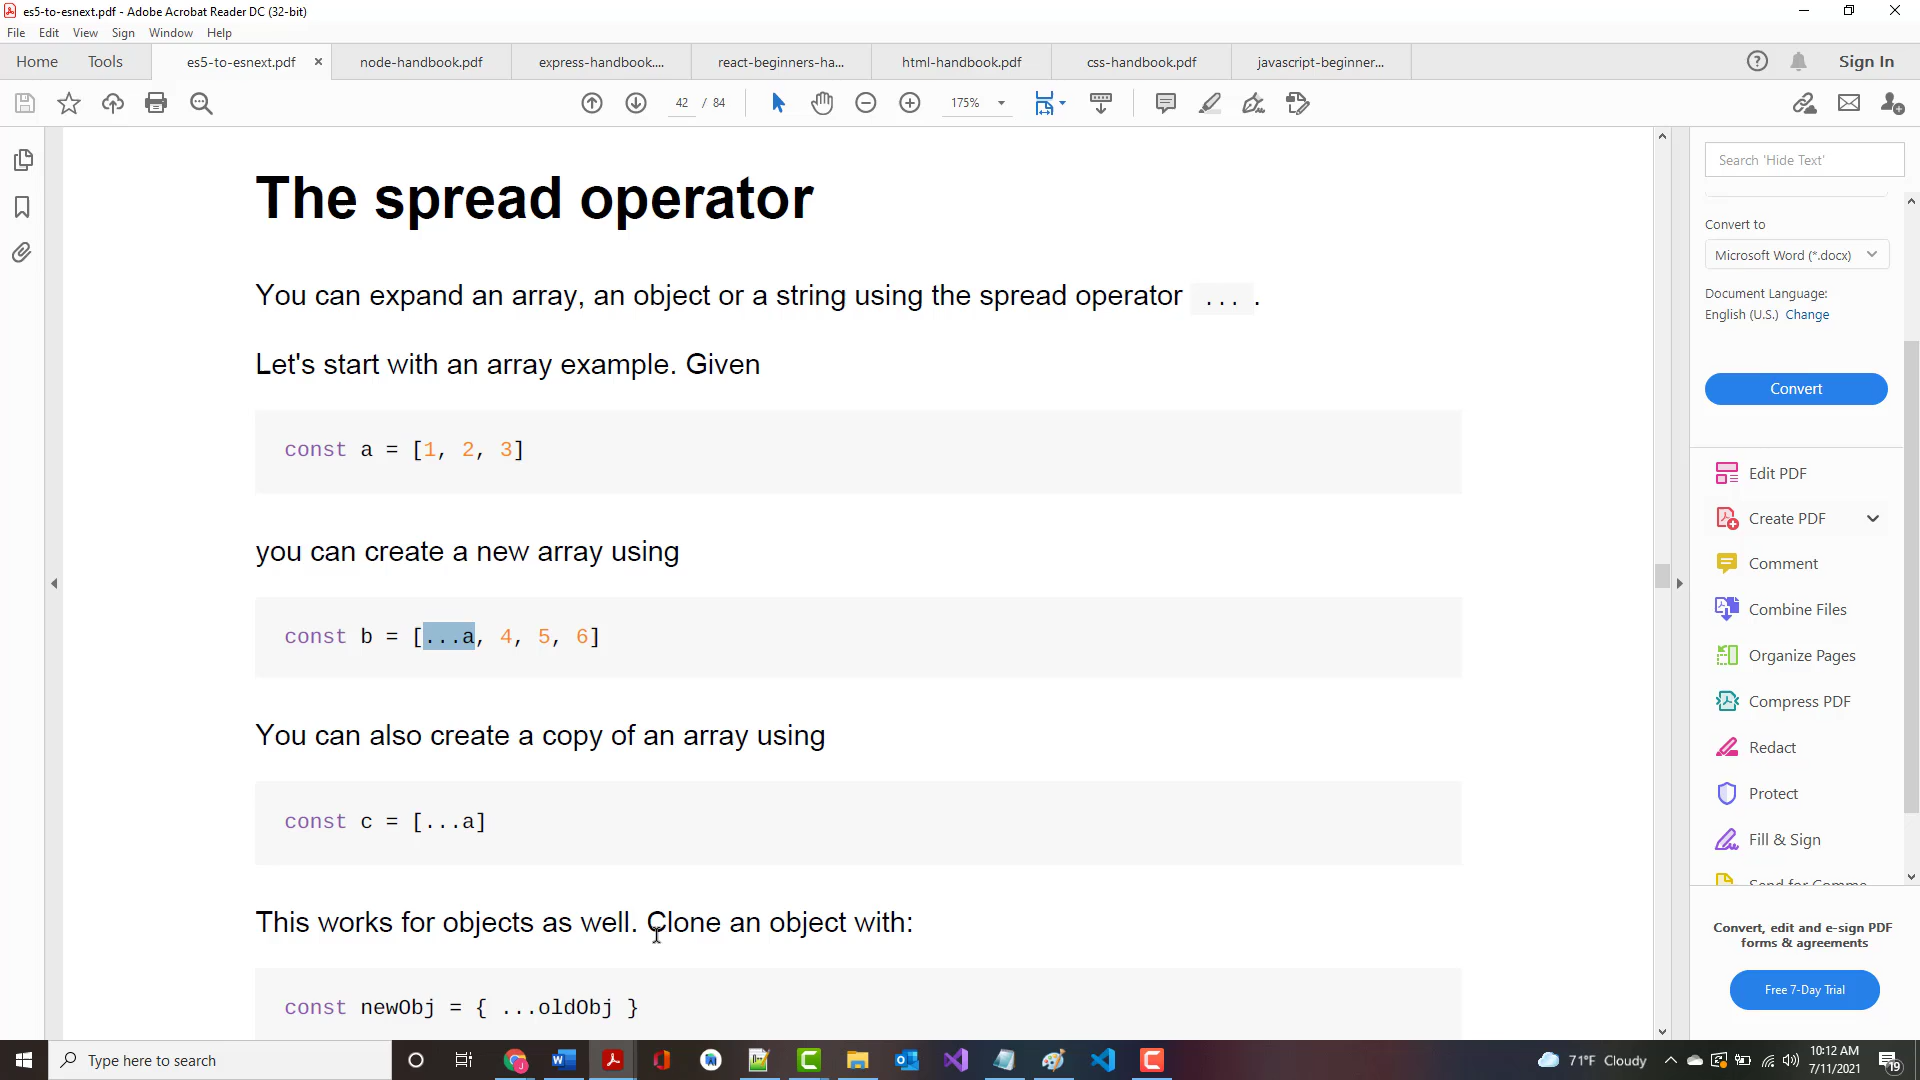 es5-to-esnext.pdf - Adobe Acrobat Reader DC (32-bit)
File Edit View Sign Window Help
Home Tools es5-to-esnext.pdf × node-handbook.pdf express-handbook.... react-beginners-ha... html-handbook.pdf css-handbook.pdf javascript-beginner... Sign In
42 / 84 175%
The spread operator
You can expand an array, an object or a string using the spread operator ... .
Let's start with an array example. Given
const a = [1, 2, 3]
you can create a new array using
const b = [...a, 4, 5, 6]
You can also create a copy of an array using
const c = [...a]
This works for objects as well. Clone an object with:
const newObj = { ...oldObj }
Search 'Hide Text'
Convert to
Microsoft Word (*.docx)
Document Language:
English (U.S.) Change
Convert
Edit PDF
Create PDF
Comment
Combine Files
Organize Pages
Compress PDF
Redact
Protect
Fill & Sign
Send for Comme
Convert, edit and e-sign PDF
forms & agreements
Free 7-Day Trial
Type here to search
71°F Cloudy
10:12 AM
7/11/2021
19